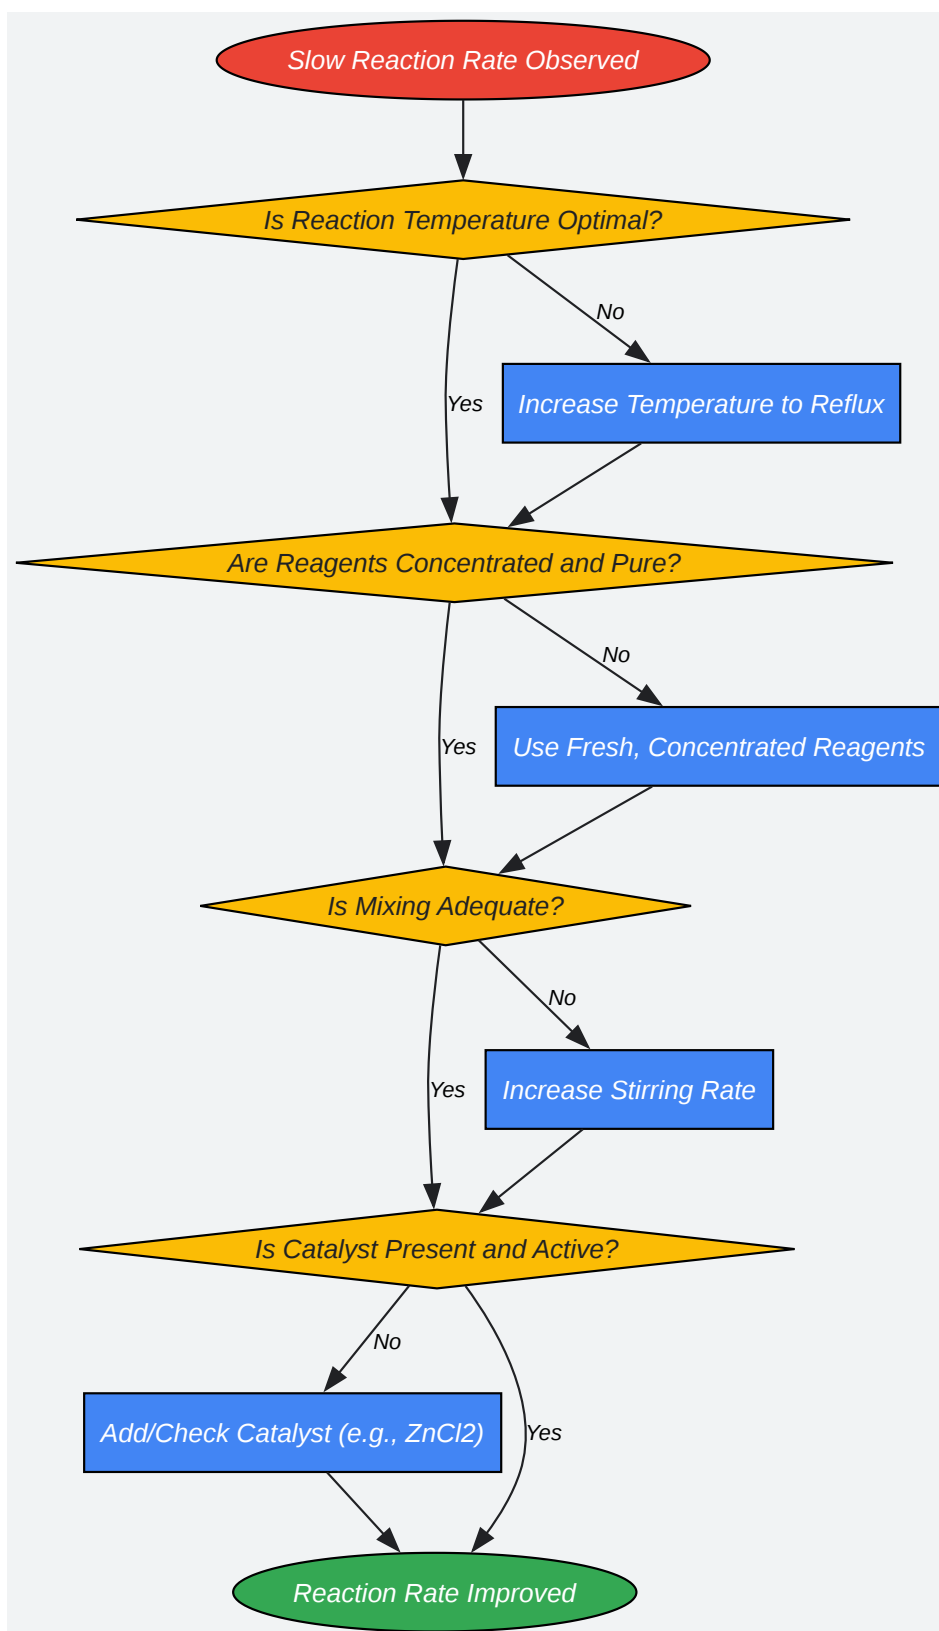 Slow Reaction Rate Observed
Is Reaction Temperature Optimal?
No
Yes
Increase Temperature to Reflux
Are Reagents Concentrated and Pure?
No
Yes
Use Fresh, Concentrated Reagents
Is Mixing Adequate?
No
Yes
Increase Stirring Rate
Is Catalyst Present and Active?
No
Add/Check Catalyst (e.g., ZnCl2)
Yes
Reaction Rate Improved